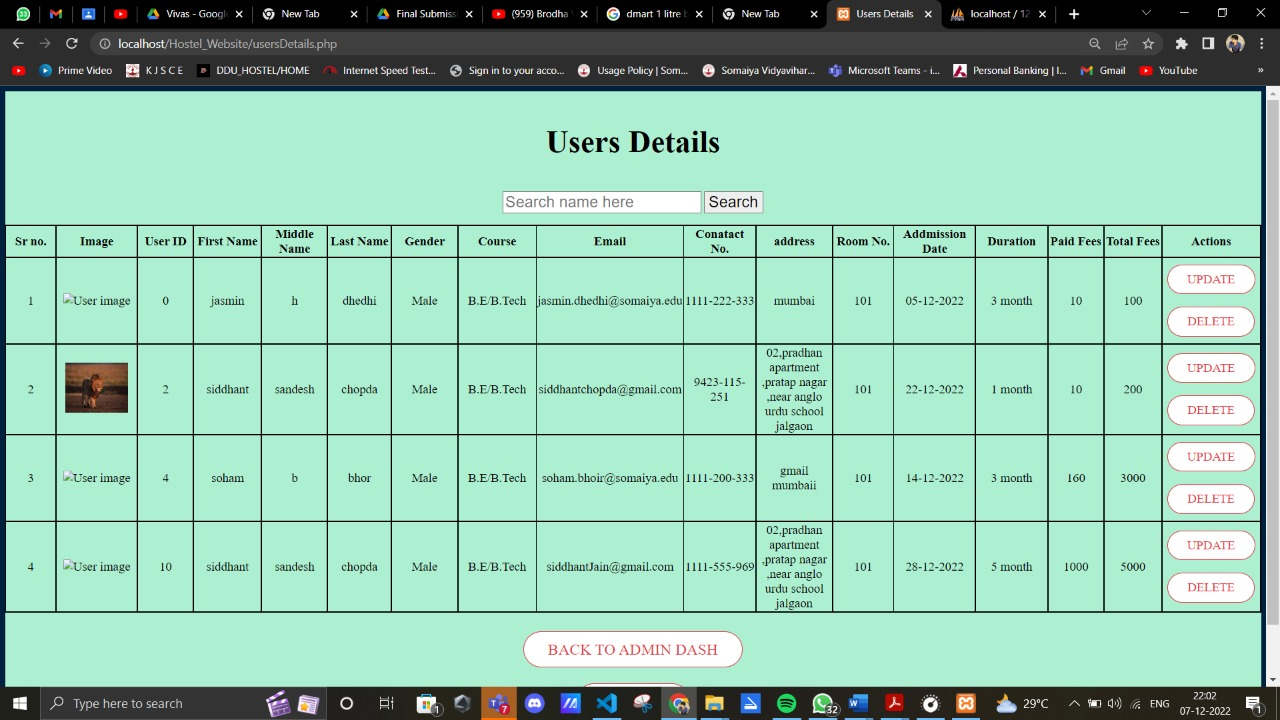 33
Vivas - Google
New Tab
Final Submiss
(959) Brodha V
dmart 1 litre b
New Tab
Users Details
localhost / 12
localhost/Hostel_Website/usersDetails.php
Prime Video
K J S C E
DDU_HOSTEL/HOME
Internet Speed Test...
Sign in to your acco...
Usage Policy | Som...
Somaiya Vidyavihar...
Microsoft Teams - i...
Personal Banking | I...
Gmail
YouTube
»
Users Details
Search name here Search
Sr no. Image User ID First Name Middle Name Last Name Gender Course Email Conatact No. address Room No. Addmission Date Duration Paid Fees Total Fees Actions
1 User image 0 jasmin h dhedhi Male B.E/B.Tech jasmin.dhedhi@somaiya.edu 1111-222-333 mumbai 101 05-12-2022 3 month 10 100 UPDATE
DELETE
2 2 siddhant sandesh chopda Male B.E/B.Tech siddhantchopda@gmail.com 9423-115-251 02,pradhan apartment ,pratap nagar ,near anglo urdu school jalgaon 101 22-12-2022 1 month 10 200 UPDATE
DELETE
3 User image 4 soham b bhor Male B.E/B.Tech soham.bhoir@somaiya.edu 1111-200-333 gmail mumbaii 101 14-12-2022 3 month 160 3000 UPDATE
DELETE
4 User image 10 siddhant sandesh chopda Male B.E/B.Tech siddhantJain@gmail.com 1111-555-969 02,pradhan apartment ,pratap nagar ,near anglo urdu school jalgaon 101 28-12-2022 5 month 1000 5000 UPDATE
DELETE
BACK TO ADMIN DASH
Type here to search
1
7
32
29°C
ENG
22:02
07-12-2022
1